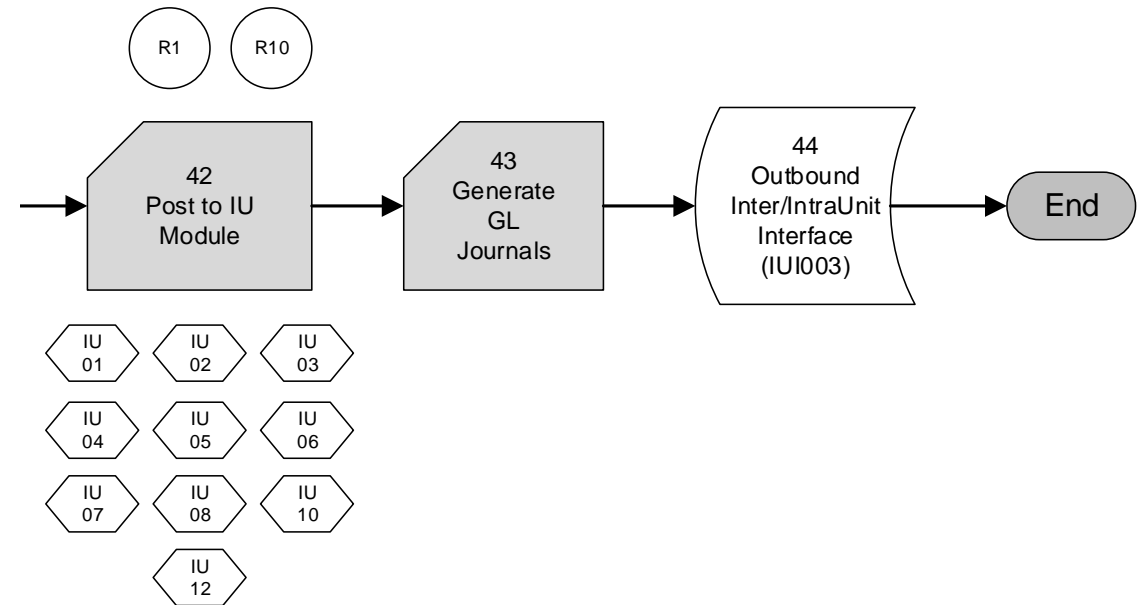 R1
R10
42
Post to IU
Module
43
Generate
GL
Journals
44
Outbound
Inter/IntraUnit
Interface
(IUI003)
End
IU
01
IU
02
IU
03
IU
04
IU
05
IU
06
IU
07
IU
08
IU
10
IU
12